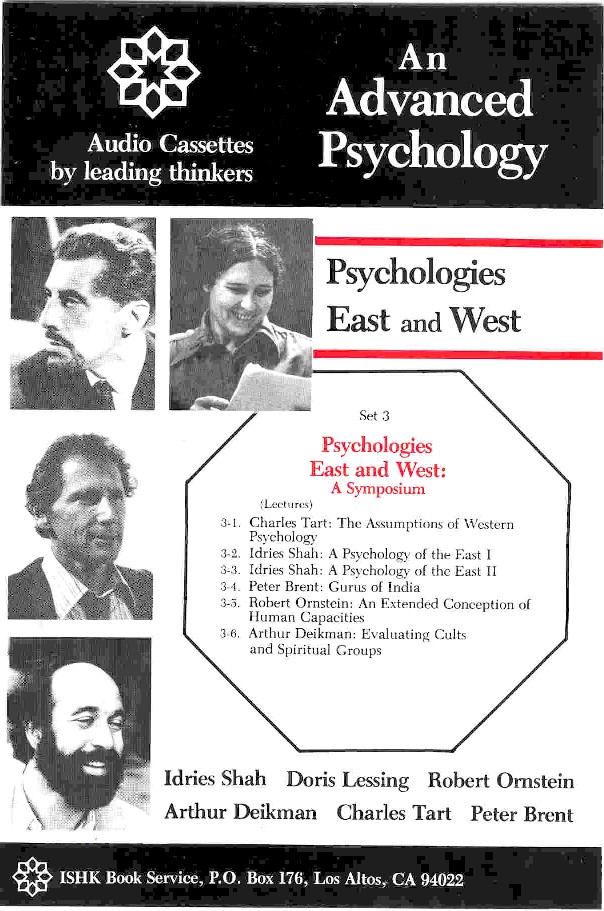 Audio Cassettes
by leading thinkers
An
Advanced
Psychology
Psychologies
East and West
Set 3
Psychologies
East and West:
A Symposium
(Lectures)
3-1. Charles Tart: The Assumptions of Western
Psychology
3-2. Idries Shah: A Psychology of the East I
3-3. Idries Shah: A Psychology of the East II
3-4. Peter Brent: Gurus of India
3-5. Robert Ornstein: An Extended Conception of
Human Capacities
3-6. Arthur Deikman: Evaluating Cults
and Spiritual Groups
Idries Shah Doris Lessing Robert Ornstein
Arthur Deikman Charles Tart Peter Brent
ISHK Book Service, P.O. Box 176, Los Altos, CA 94022